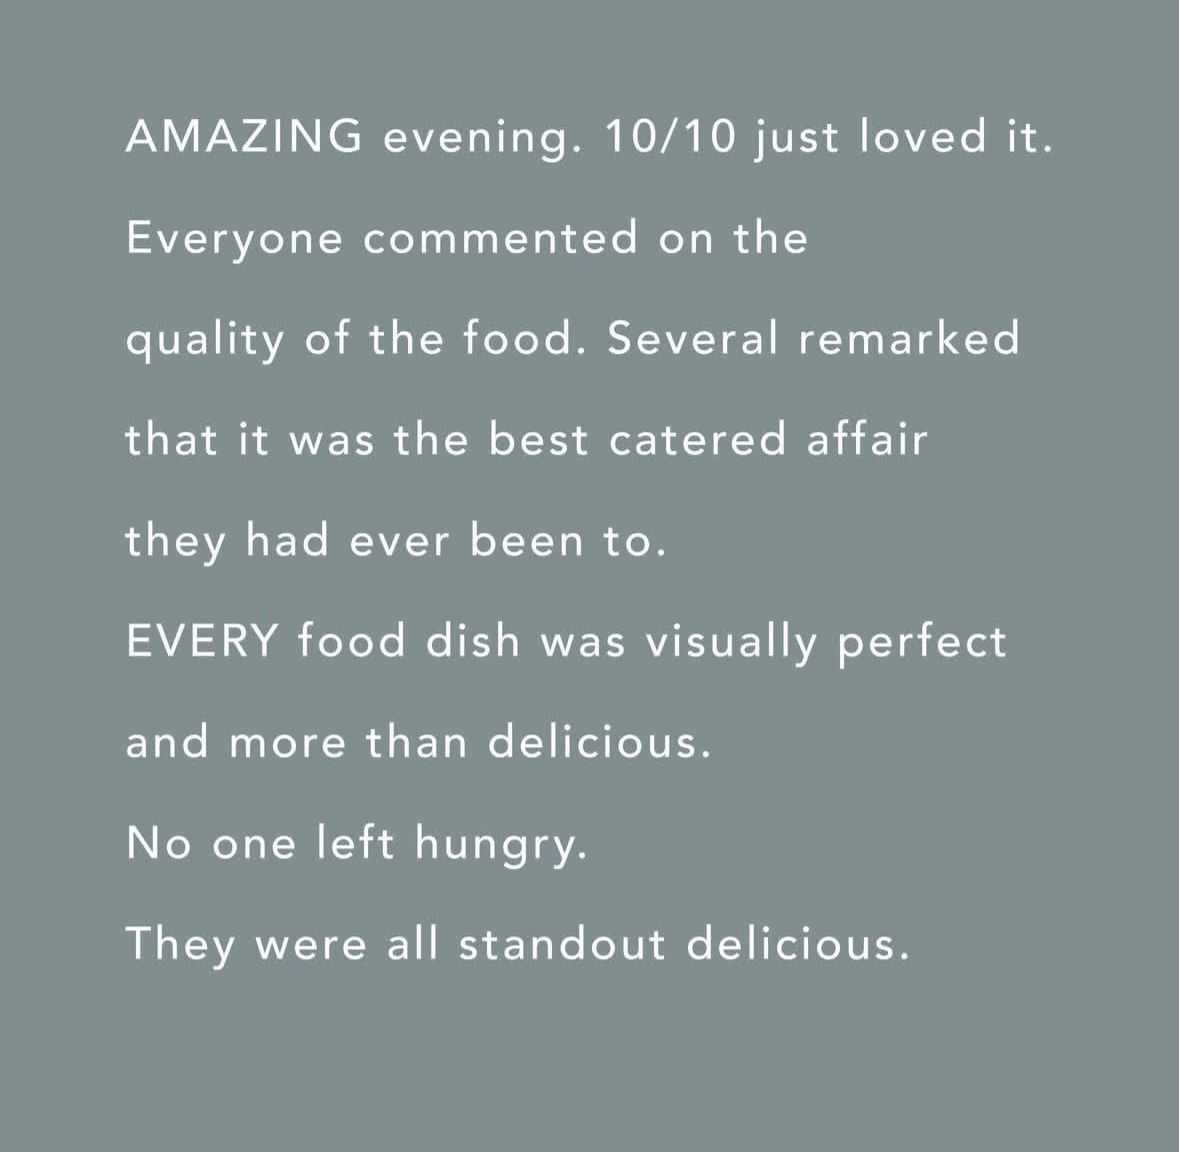 AMAZING evening. 10/10 just loved it.
Everyone commented on the
quality of the food. Several remarked
that it was the best catered affair
they had ever been to.
EVERY food dish was visually perfect
and more than delicious.
No one left hungry.
They were all standout delicious.